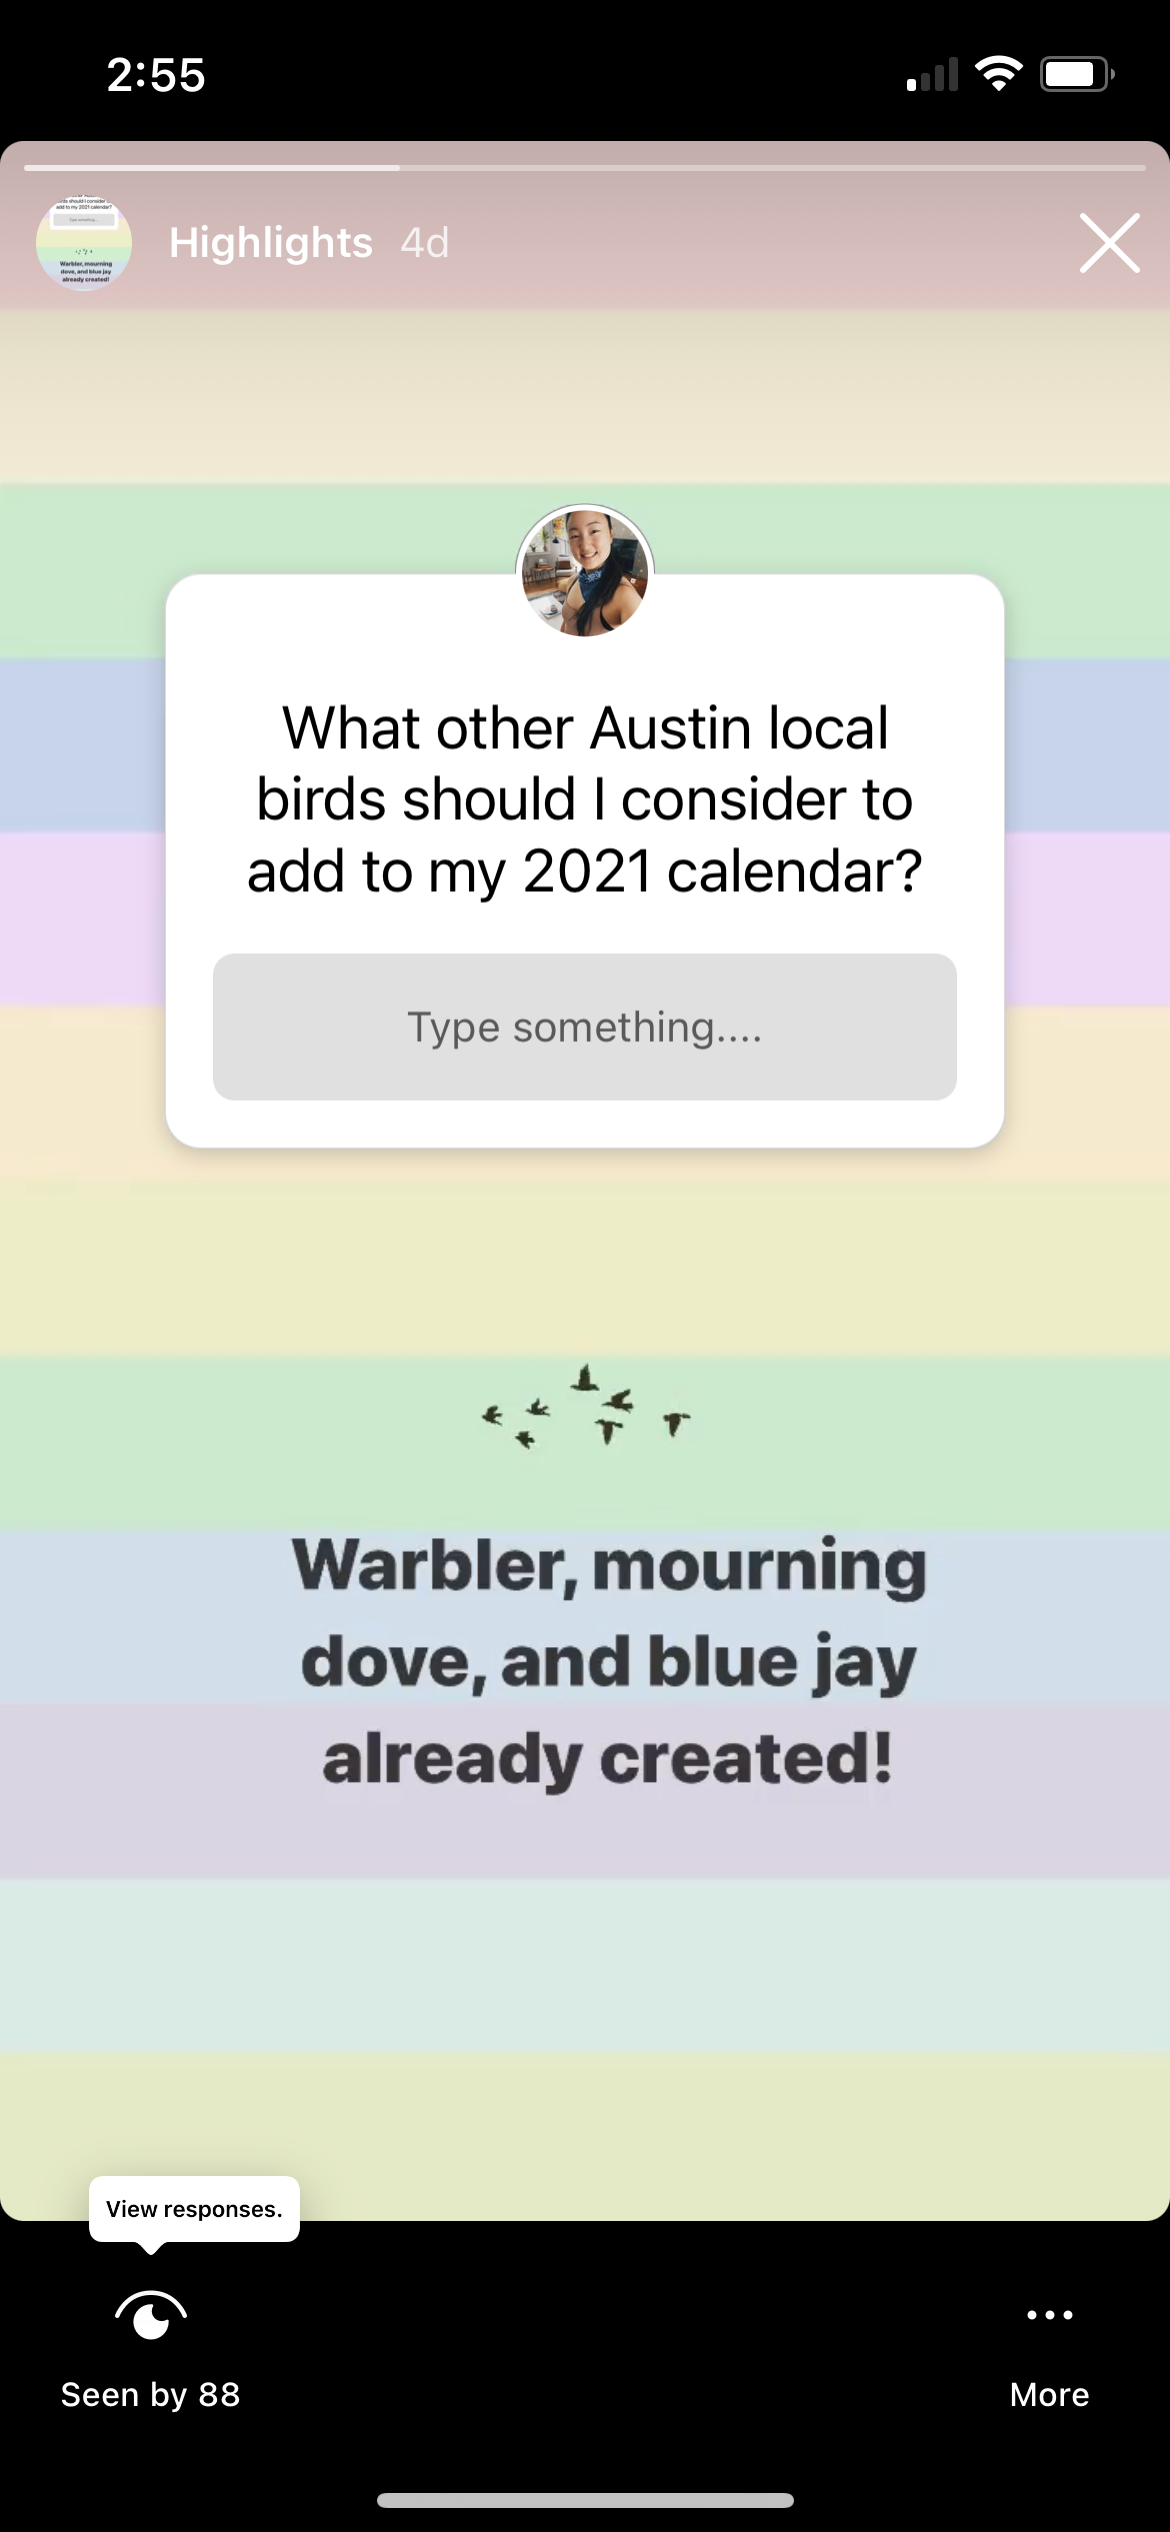 2:55
Highlights 4d
What other Austin local
birds should I consider to
add to my 2021 calendar?
Type something....
Warbler, mourning
dove, and blue jay
already created!
View responses.
Seen by 88
More